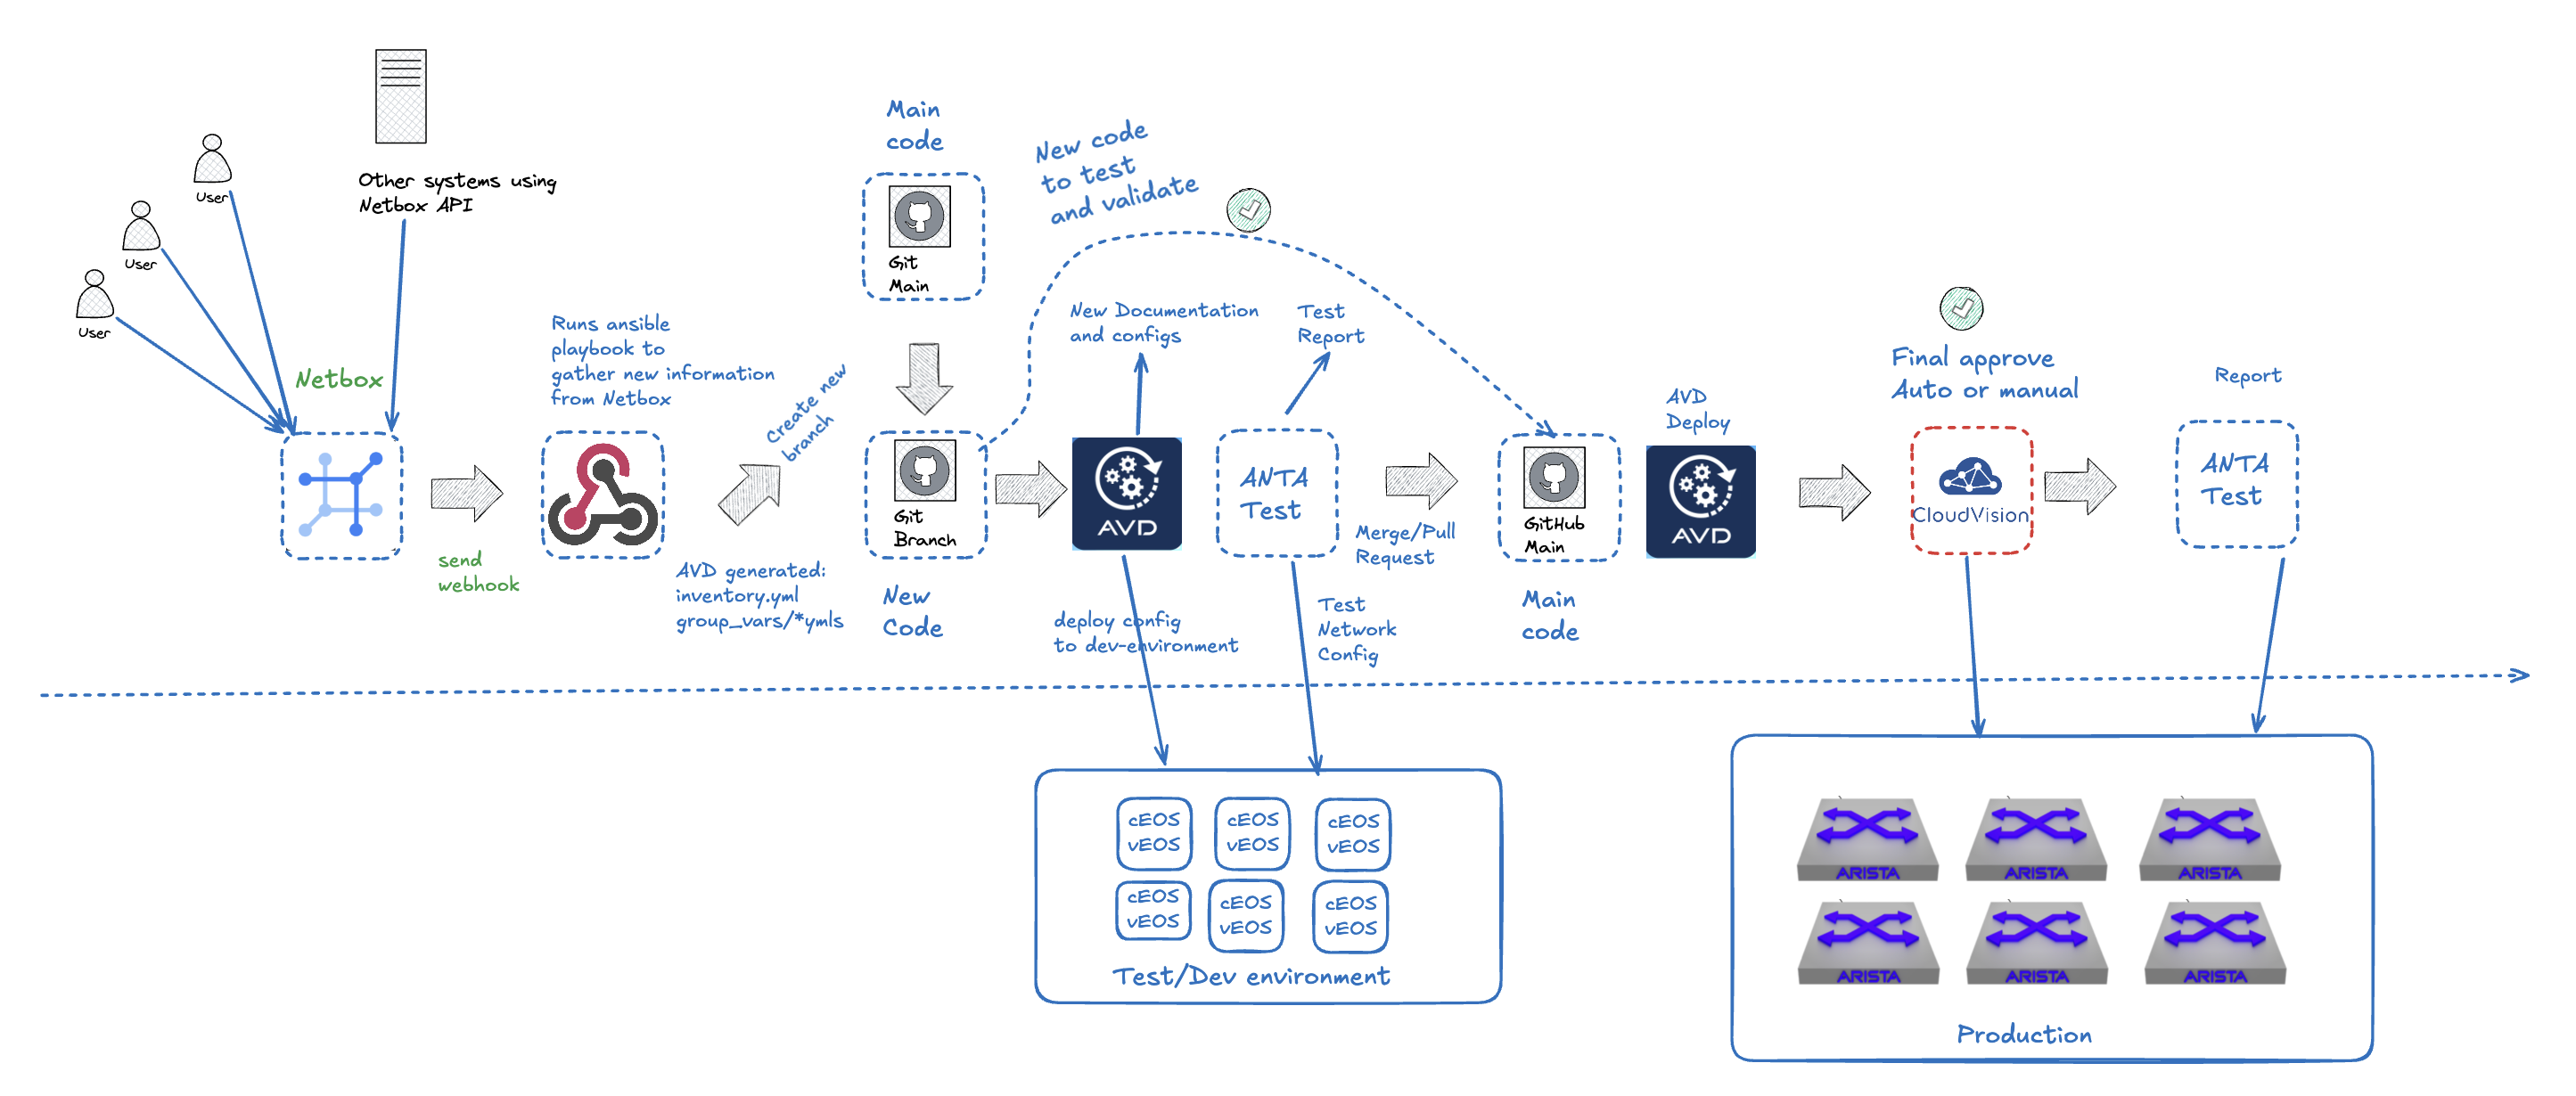 Other systems using
Netbox API
User
User
User
Netbox
send
webhook
Runs ansible
playbook to
gather new information
from Netbox
Create new
branch
AVD generated:
inventory.yml
group_vars/*ymls
Main
code
Git
Main
Git
Branch
New
Code
New code
to test
and validate
New Documentation
and configs
AVD
deploy config
to dev-environment
Test
Report
ANTA
Test
Test
Network
Config
Merge/Pull
Request
GitHub
Main
Main
code
AVD
Deploy
AVD
Final approve
Auto or manual
CloudVision
Report
ANTA
Test
cEOS
vEOS
cEOS
vEOS
cEOS
vEOS
cEOS
vEOS
cEOS
vEOS
cEOS
vEOS
Test/Dev environment
ARISTA
ARISTA
ARISTA
ARISTA
ARISTA
ARISTA
Production